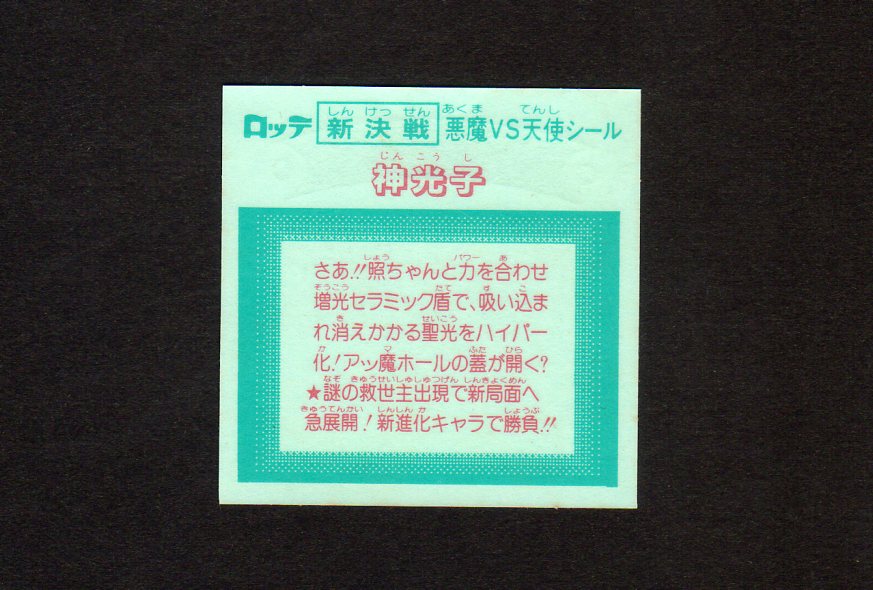 ロッテ 新決戦 悪魔VS天使シール
神光子
さあ!!照ちゃんと力を合わせ
増光セラミック盾で、吸い込ま
れ消えかかる聖光をハイパー
化!アッ魔ホールの蓋が開く?
★謎の救世主出現で新局面へ
急展開!新進化キャラで勝負!!